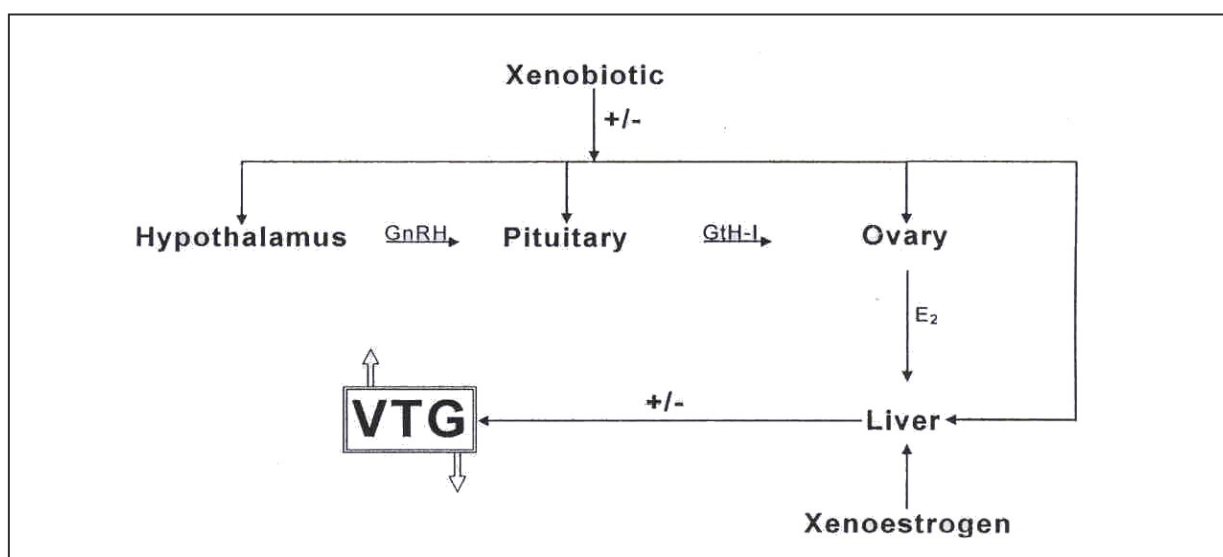 Xenobiotic
+/-
Hypothalamus GnRH Pituitary GtH-I Ovary
E₂
VTG +/- Liver
Xenoestrogen